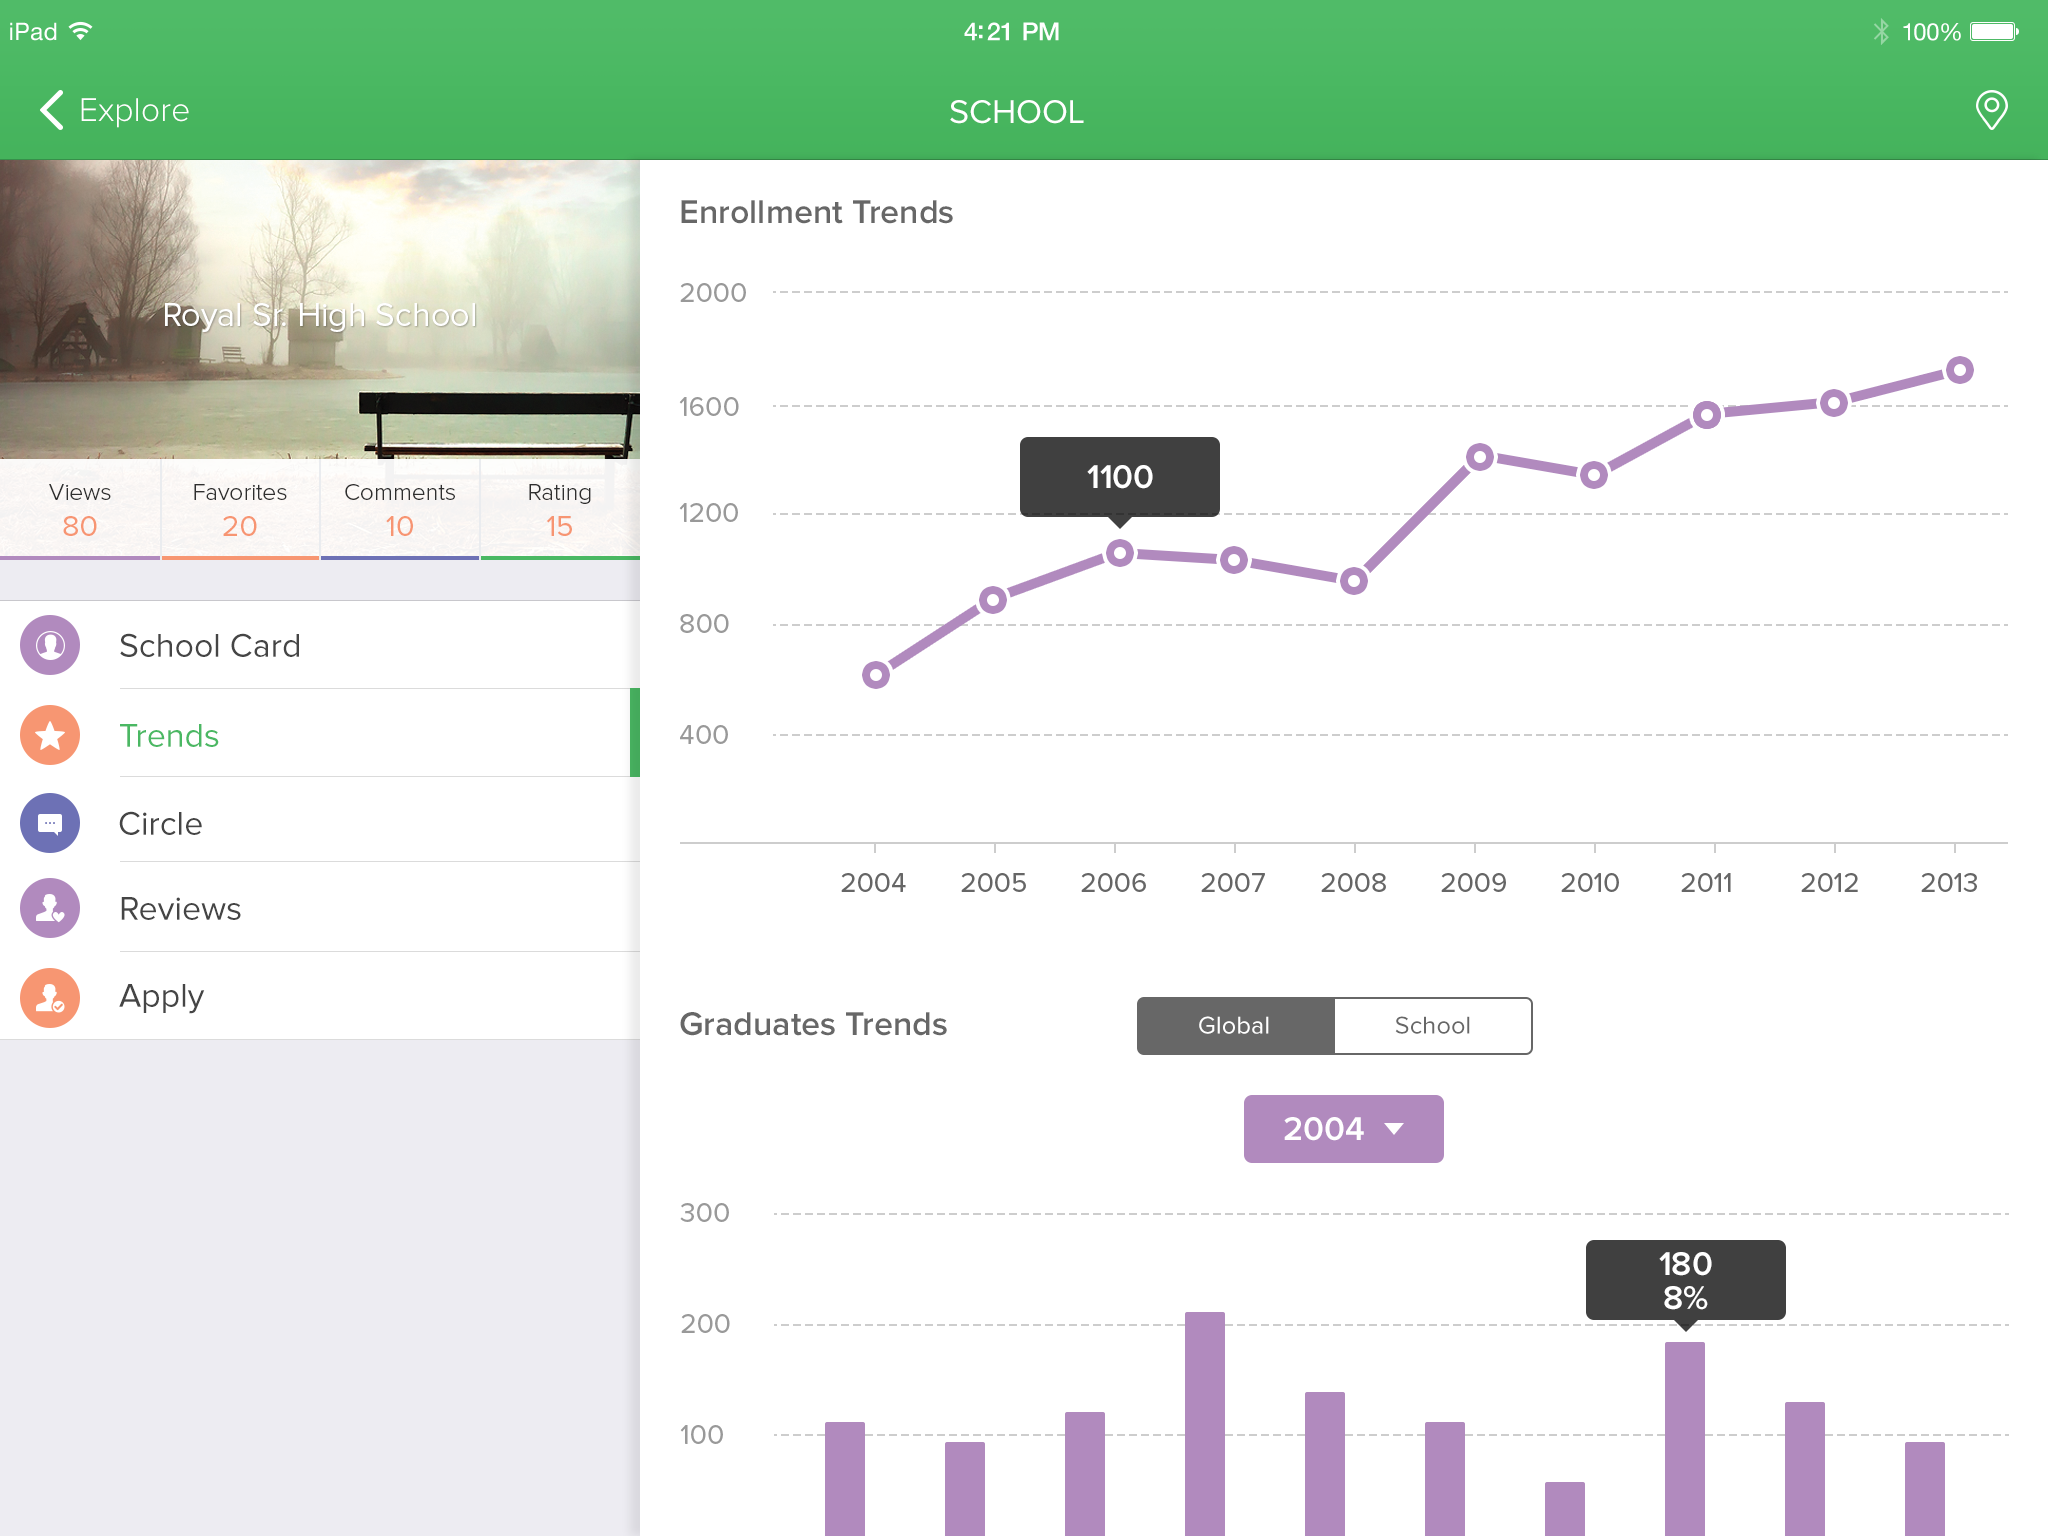 iPad
4:21 PM
100%
Explore
SCHOOL
Royal Sr. High School
Views
80
Favorites
20
Comments
10
Rating
15
School Card
Trends
Circle
Reviews
Apply
Enrollment Trends
2000
1600
1200
800
400
1100
2004 2005 2006 2007 2008 2009 2010 2011 2012 2013
Graduates Trends
Global
School
2004
300
200
100
180
8%